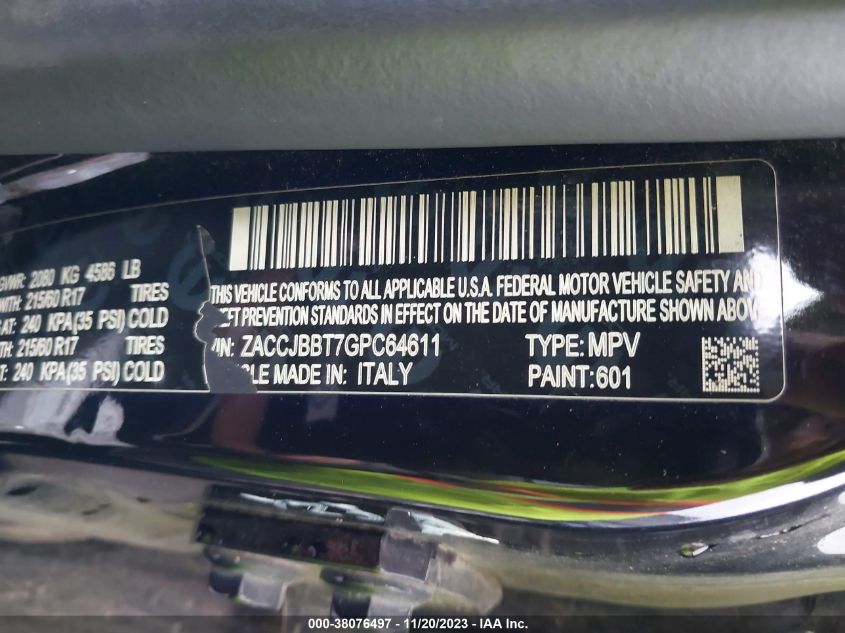 GVWR: 2080 KG 4586 LB
WITH: 215/60 R17 TIRES
AT: 240 KPA(35 PSI) COLD
TH: 215/60 R17 TIRES
AT: 240 KPA(35 PSI) COLD
THIS VEHICLE CONFORMS TO ALL APPLICABLE U.S.A. FEDERAL MOTOR VEHICLE SAFETY AND
EFT PREVENTION STANDARDS IN EFFECT ON THE DATE OF MANUFACTURE SHOWN ABOV
IN: ZACCJBBT7GPC64611 TYPE: MPV
LE MADE IN: ITALY PAINT:601
000-38076497 - 11/20/2023 - IAA Inc.